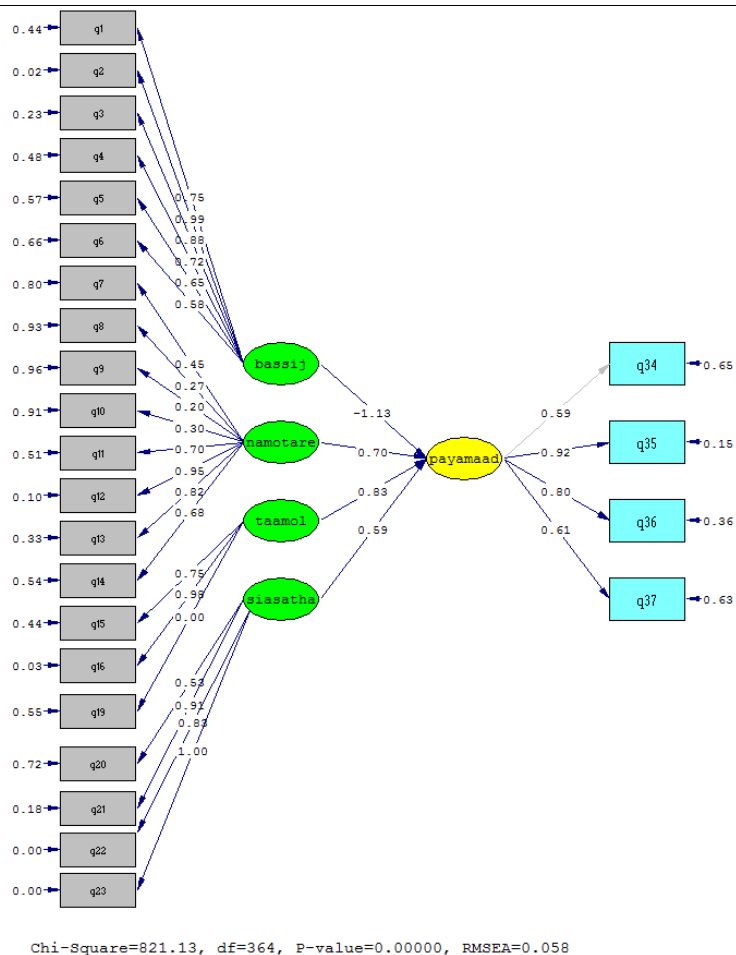 0.44 q1
0.02 q2
0.23 q3
0.48 q4
0.57 q5
0.66 q6
0.80 q7
0.93 q8
0.96 q9
0.91 q10
0.51 q11
0.10 q12
0.33 q13
0.54 q14
0.44 q15
0.03 q16
0.55 q19
0.72 q20
0.18 q21
0.00 q22
0.00 q23
0.75
0.99
0.88
0.72
0.65
0.58
0.45
0.27
0.20
0.30
0.70
0.95
0.82
0.68
0.75
0.98
0.00
0.53
0.91
0.83
1.00
bassij
namotare
taamol
siasatha
-1.13
0.70
0.83
0.59
payamaad
0.59
0.92
0.80
0.61
q34 0.65
q35 0.15
q36 0.36
q37 0.63
Chi-Square=821.13, df=364, P-value=0.00000, RMSEA=0.058